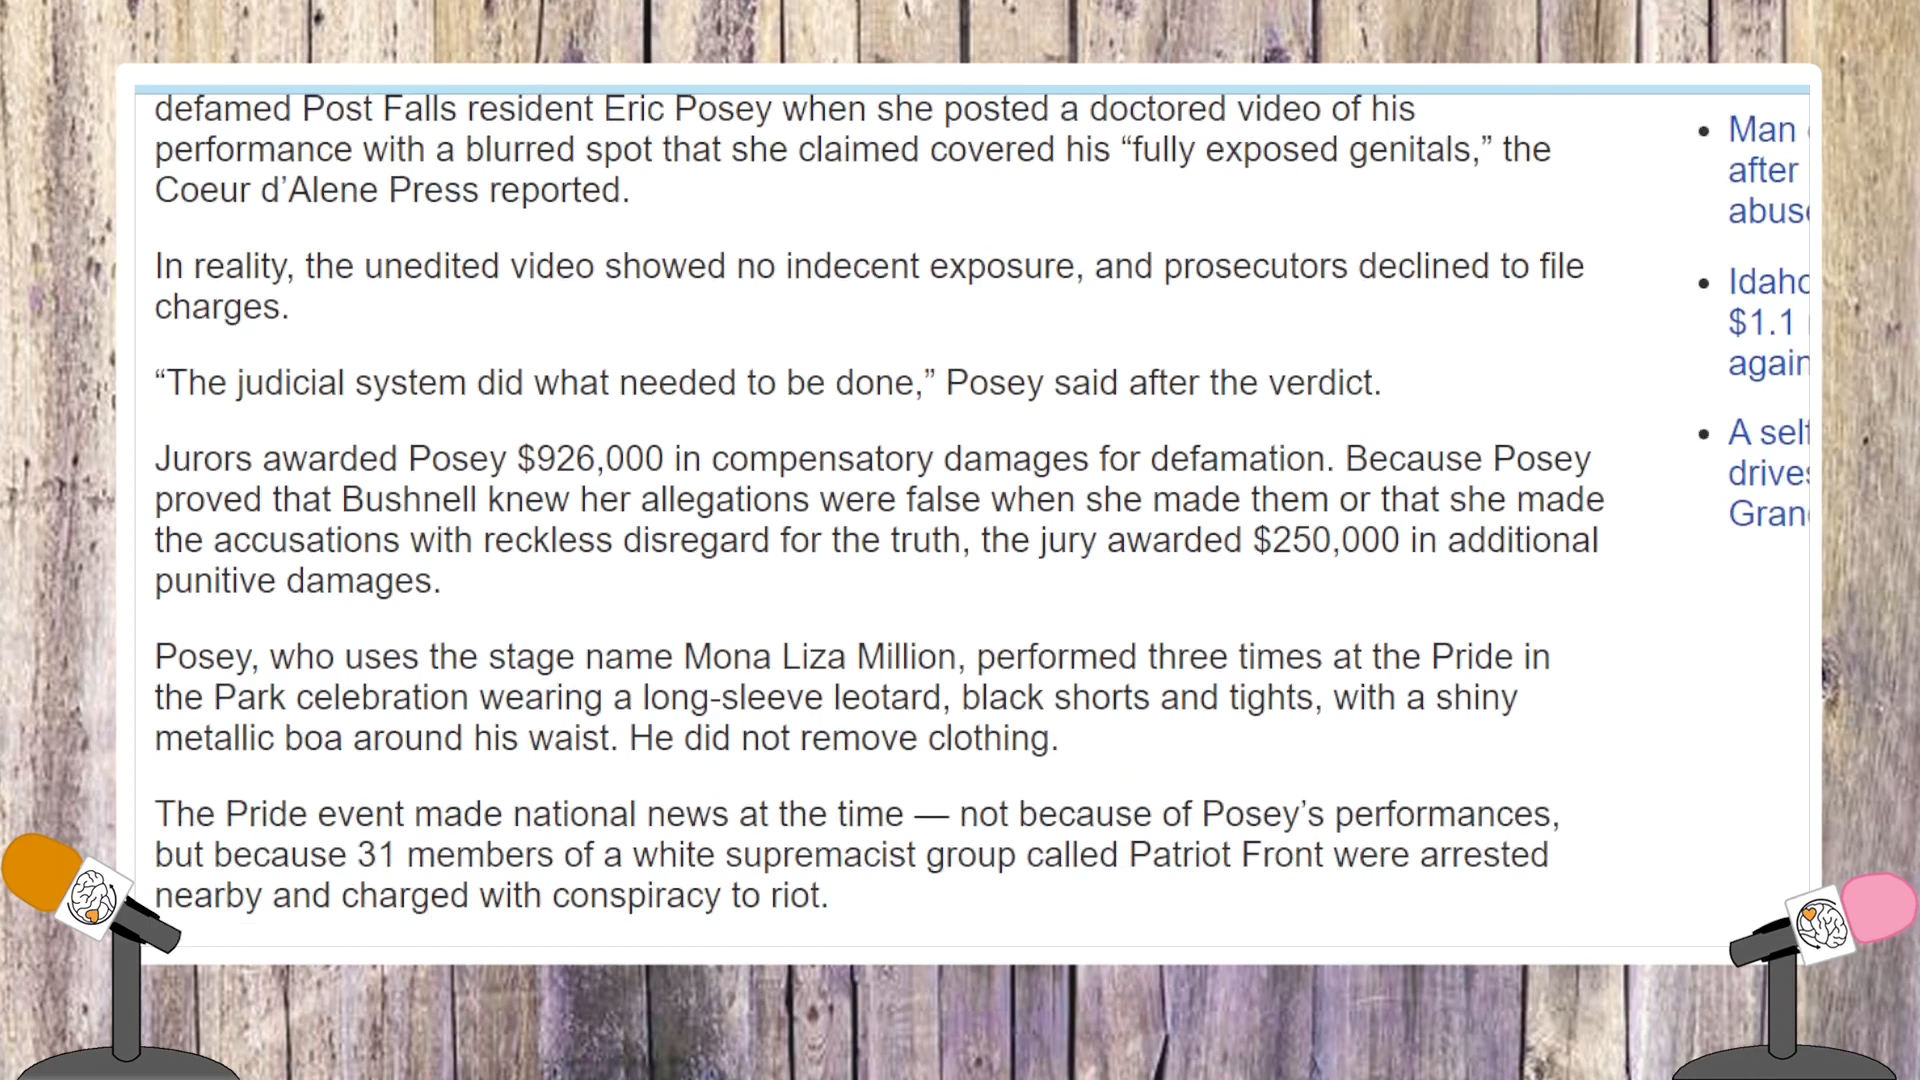 defamed Post Falls resident Eric Posey when she posted a doctored video of his
performance with a blurred spot that she claimed covered his “fully exposed genitals,” the
Coeur d’Alene Press reported.
In reality, the unedited video showed no indecent exposure, and prosecutors declined to file
charges.
“The judicial system did what needed to be done,” Posey said after the verdict.
Jurors awarded Posey $926,000 in compensatory damages for defamation. Because Posey
proved that Bushnell knew her allegations were false when she made them or that she made
the accusations with reckless disregard for the truth, the jury awarded $250,000 in additional
punitive damages.
Posey, who uses the stage name Mona Liza Million, performed three times at the Pride in
the Park celebration wearing a long-sleeve leotard, black shorts and tights, with a shiny
metallic boa around his waist. He did not remove clothing.
The Pride event made national news at the time — not because of Posey’s performances,
but because 31 members of a white supremacist group called Patriot Front were arrested
nearby and charged with conspiracy to riot.
Man
after
$1.1
A